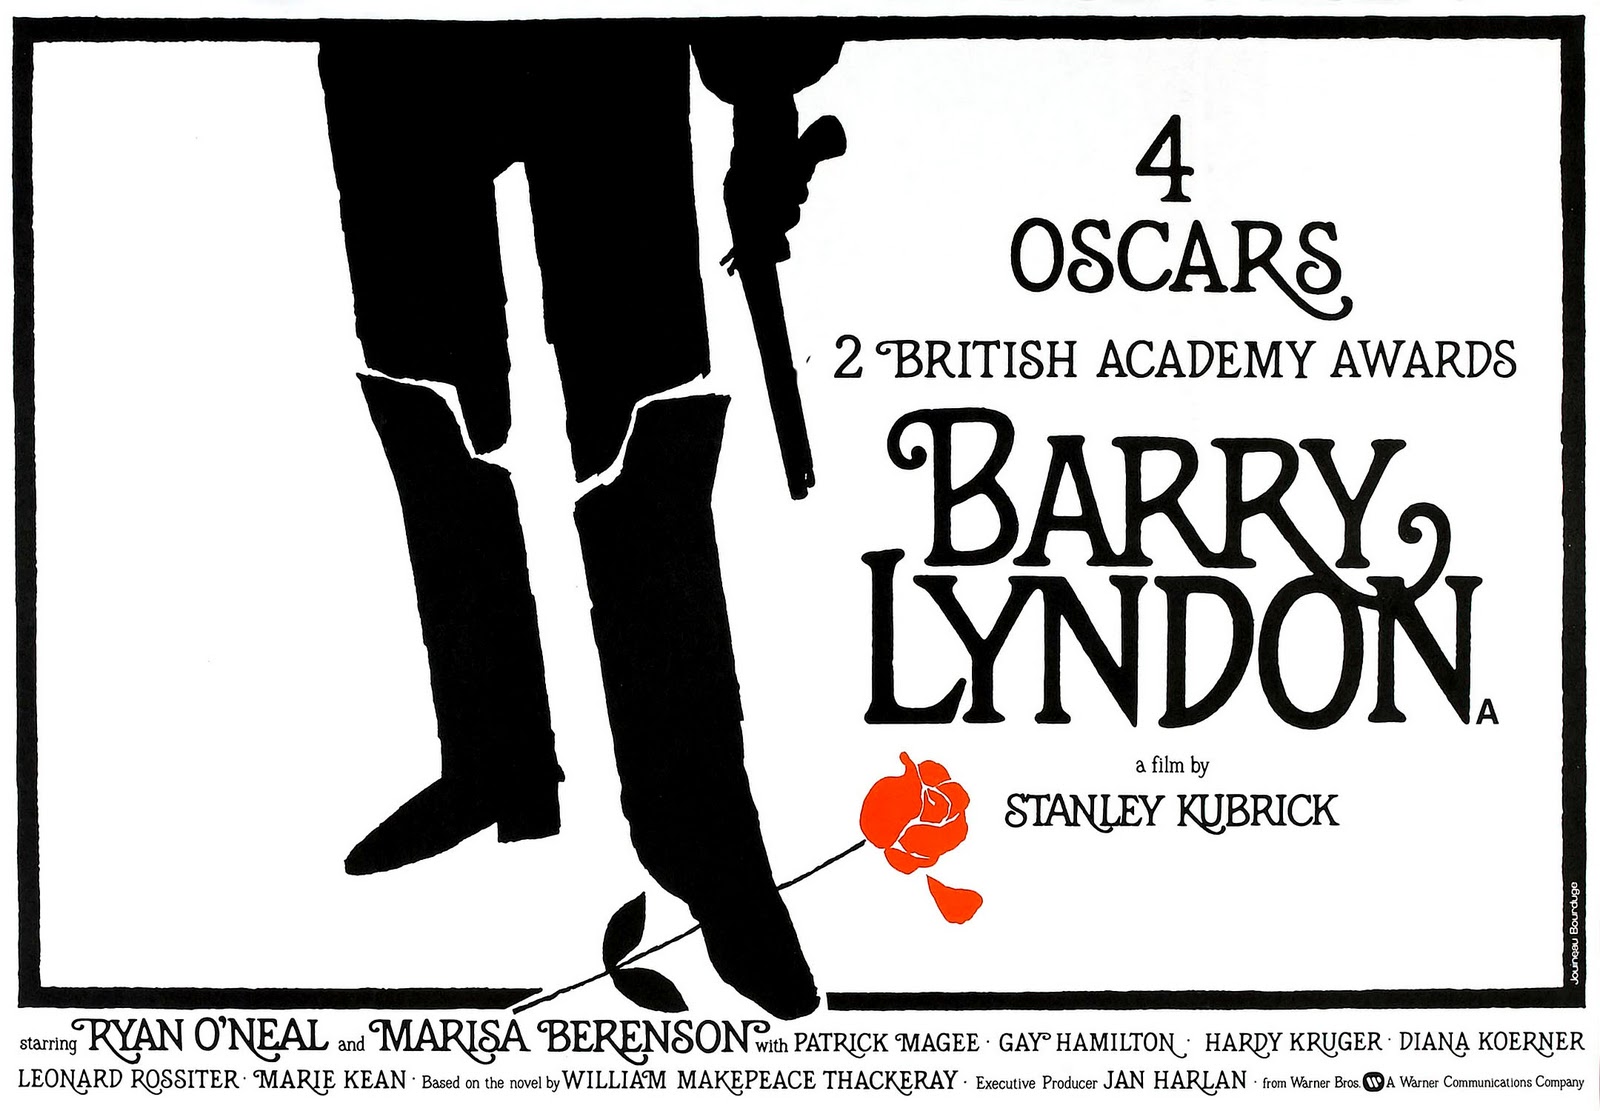 4
OSCARS
2 BRITISH ACADEMY AWARDS
BARRY
LYNDON A
a film by
STANLEY KUBRICK
Jouineau Bourduge
starring RYAN O'NEAL and MARISA BERENSON with PATRICK MAGEE · GAY HAMILTON · HARDY KRUGER · DIANA KOERNER
LEONARD ROSSITER · MARIE KEAN · Based on the novel by WILLIAM MAKEPEACE THACKERAY · Executive Producer JAN HARLAN · from Warner Bros. A Warner Communications Company